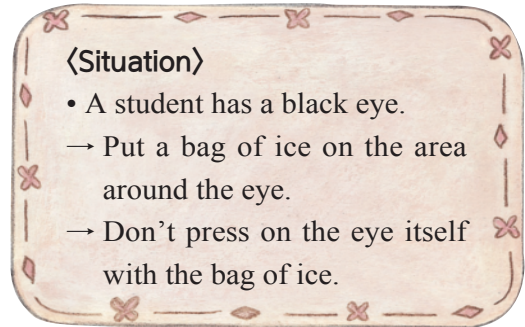 〈Situation〉
• A student has a black eye.
→ Put a bag of ice on the area
around the eye.
→ Don't press on the eye itself
with the bag of ice.